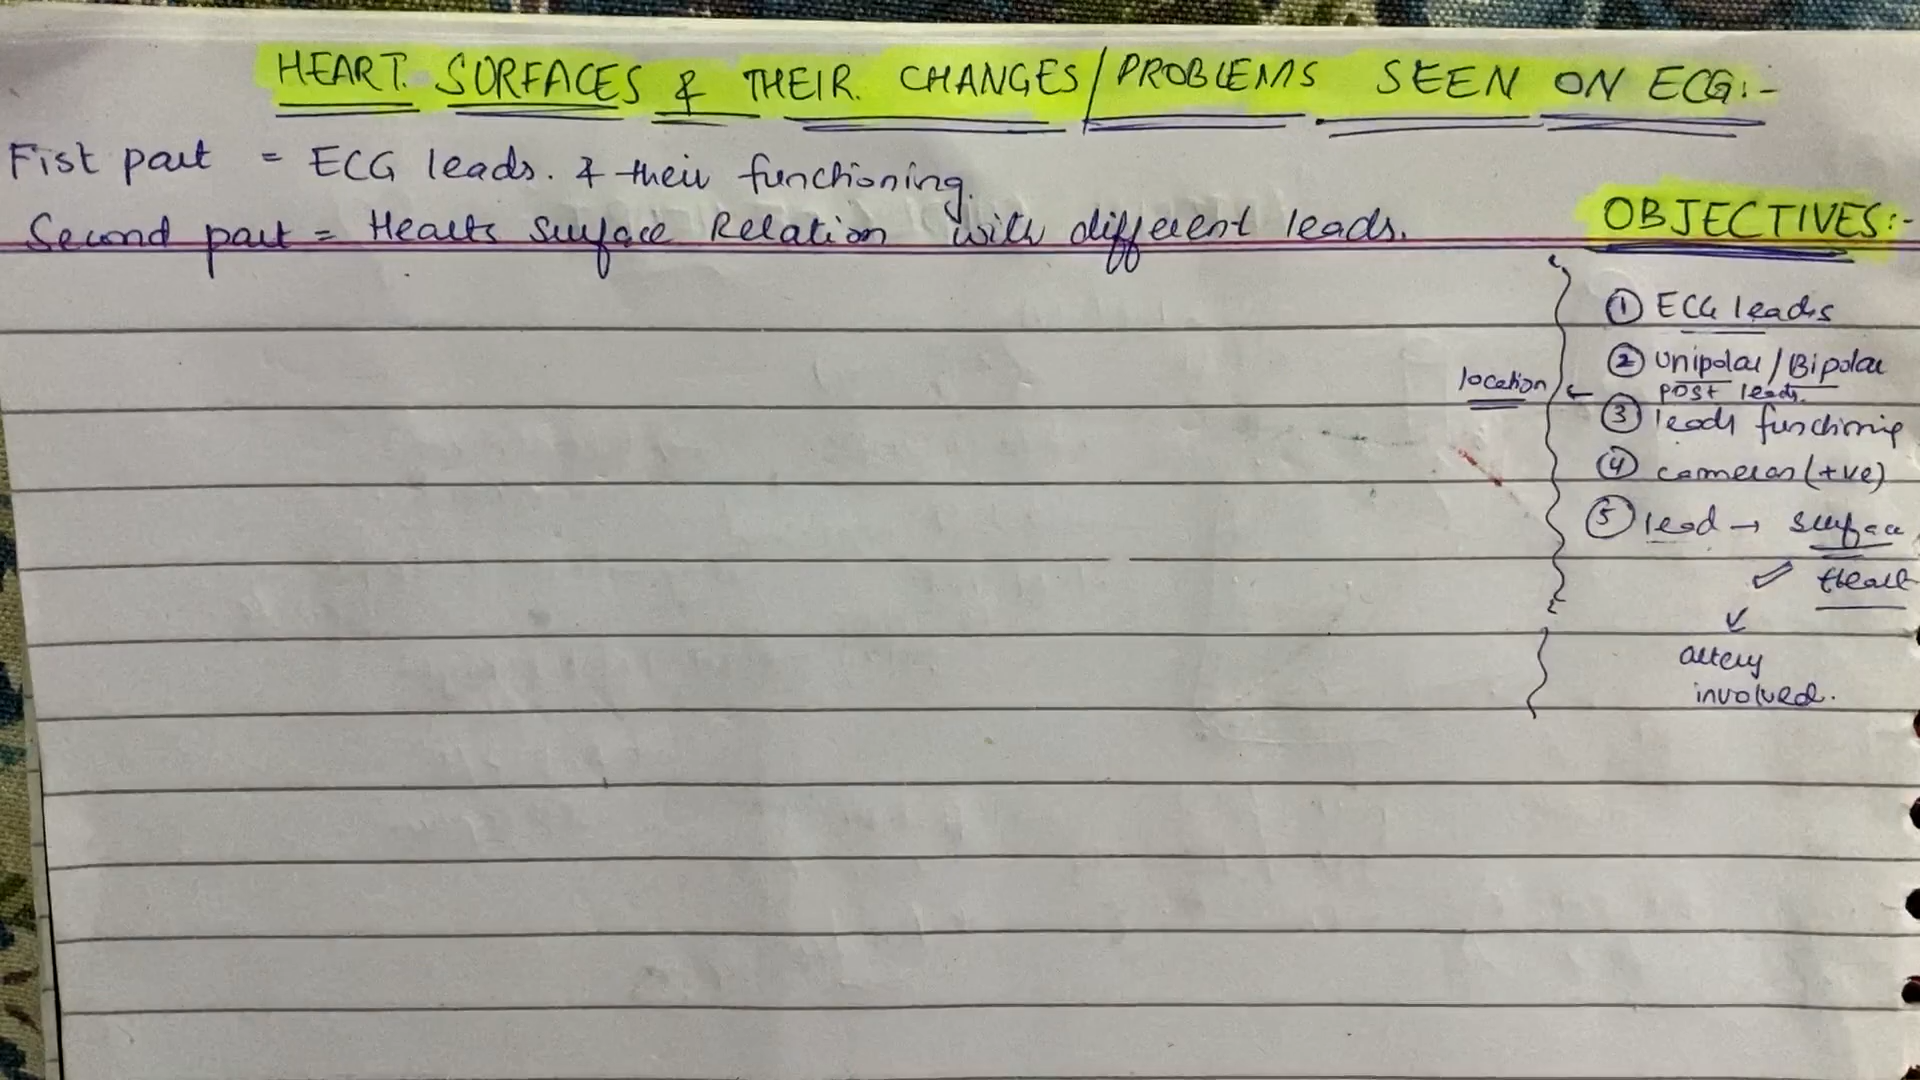 HEART. SURFACES & THEIR. CHANGES/PROBLEMS SEEN ON ECG:-
Fist part = ECG leads. & their functioning.
Second part = Hearts Surface Relation with different leads.
OBJECTIVES:-
① ECG leads
② Unipolar/Bipolar
post leads.
location ←
③ leads functioning
④ cameras (+ve)
⑤ lead → surface
Heart
↓
artery
involved.